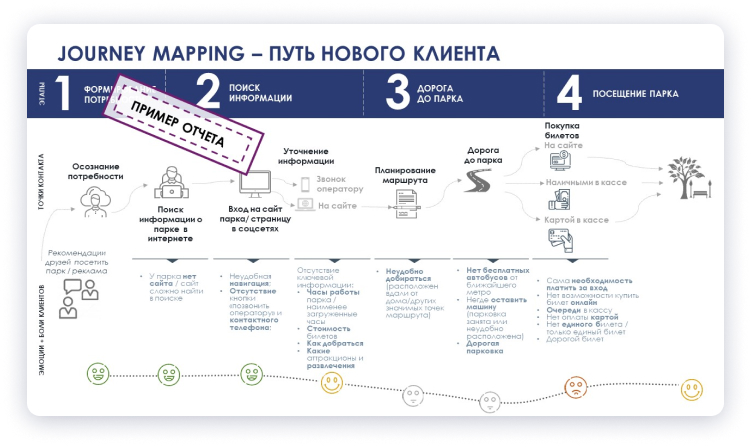 JOURNEY MAPPING – ПУТЬ НОВОГО КЛИЕНТА
ЭТАПЫ
1
2
ПОИСК
ИНФОРМАЦИИ
3
ДОРОГА
ДО ПАРКА
4
ПОСЕЩЕНИЕ ПАРКА
ПРИМЕР ОТЧЕТА
ТОЧКИ КОНТАКТА
Осознание
потребности
Поиск
информации о
парке в
интернете
Вход на сайт
парка/ страницу
в соцсетях
Уточнение
информации
Звонок
оператору
На сайте
Планирование
маршрута
Дорога
до парка
Покупка
билетов
На сайте
Наличными в кассе
Картой в кассе
Рекомендации
друзей посетить
парк / реклама
ЭМОЦИИ + БОЛИ КЛИЕНТОВ
• У парка нет
сайта / сайт
сложно найти
в поиске
• Неудобная
навигация;
• Отсутствие
кнопки
«позвонить
оператору» и
контактного
телефона;
Отсутствие
ключевой
информации:
• Часы работы
парка /
наименее
загруженные
часы
• Стоимость
билетов
• Как добраться
• Какие
аттракционы и
развлечения
• Неудобно
добираться
(расположен
вдали от
дома/других
значимых точек
маршрута)
• Нет бесплатных
автобусов от
ближайшего
метро
• Негде оставить
машину
(парковка
занята или
неудобно
расположена)
• Дорогая
парковка
• Сама необходимость
платить за вход
• Нет возможности купить
билет онлайн
• Очереди в кассу
• Нет оплаты картой
• Нет единого билета /
только единый билет
• Дорогой билет